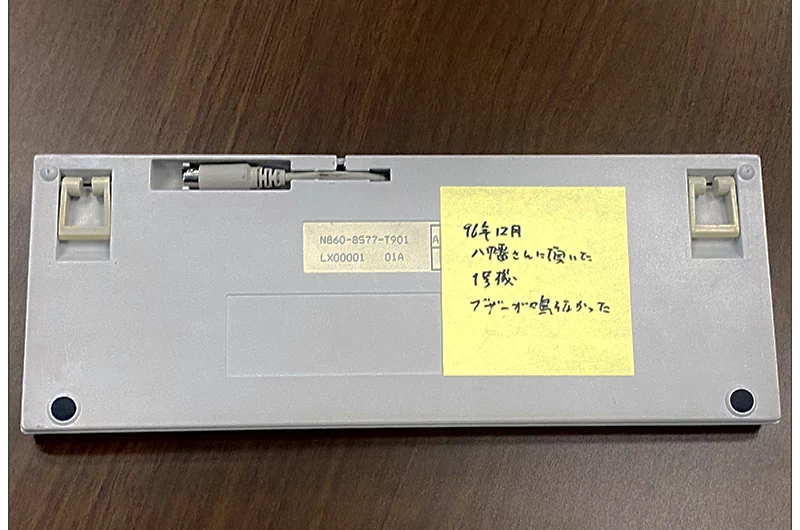 N860-8577-T901 A
LX00001 01A
96年12月
八幡さんに頂いた
1号機
ブザーが鳴らなかった